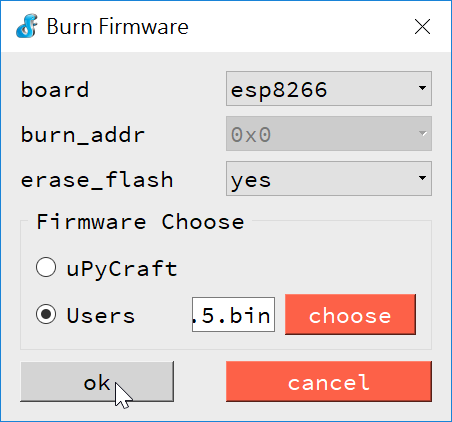 Burn Firmware
board esp8266
burn_addr 0x0
erase_flash yes
Firmware Choose
uPyCraft
Users .5.bin choose
ok cancel